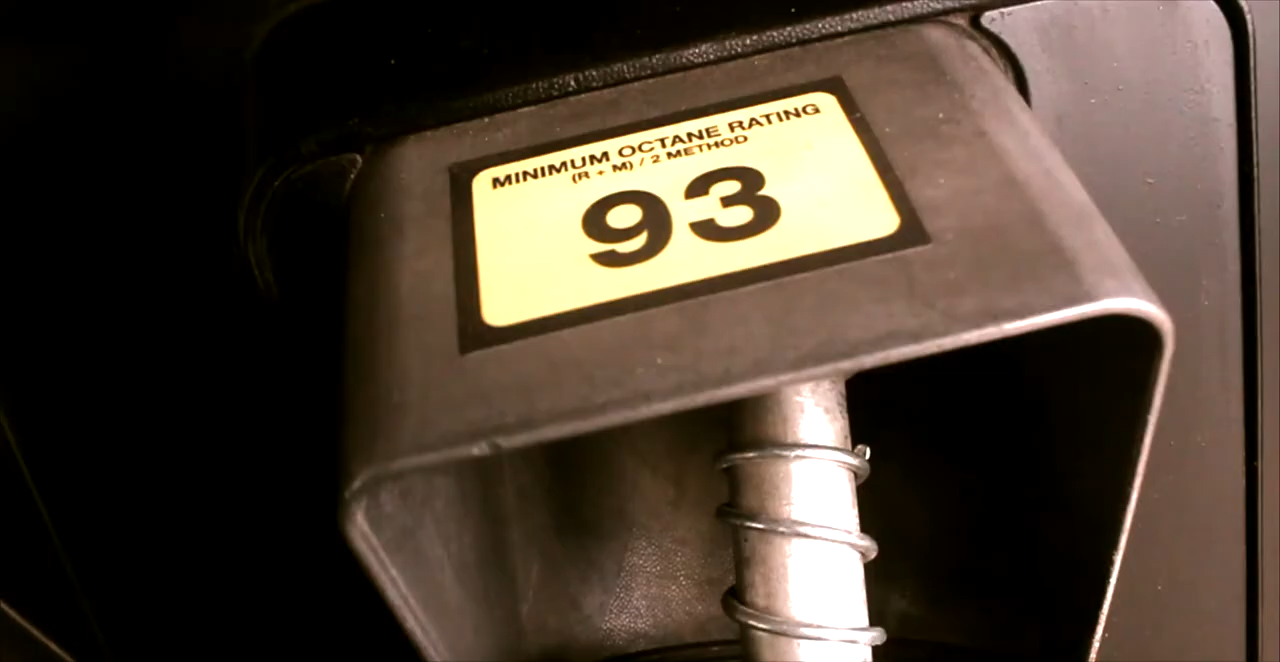 MINIMUM OCTANE RATING
(R + M) / 2 METHOD
93